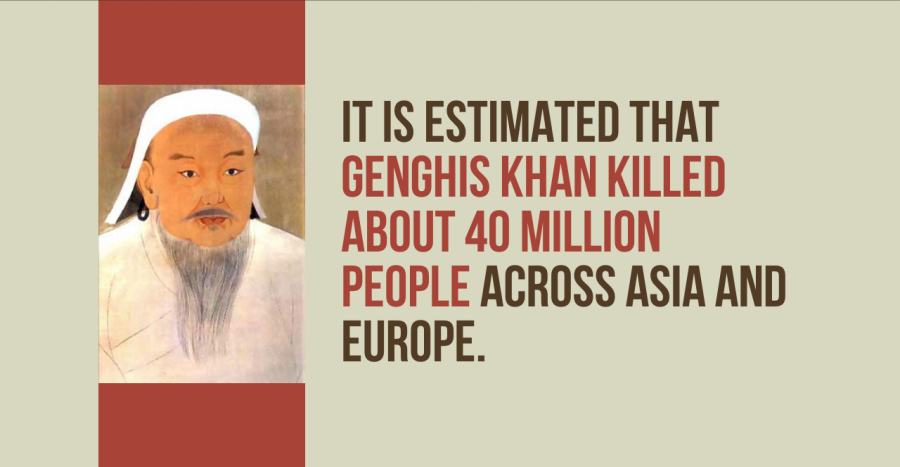 IT IS ESTIMATED THAT
GENGHIS KHAN KILLED
ABOUT 40 MILLION
PEOPLE ACROSS ASIA AND
EUROPE.